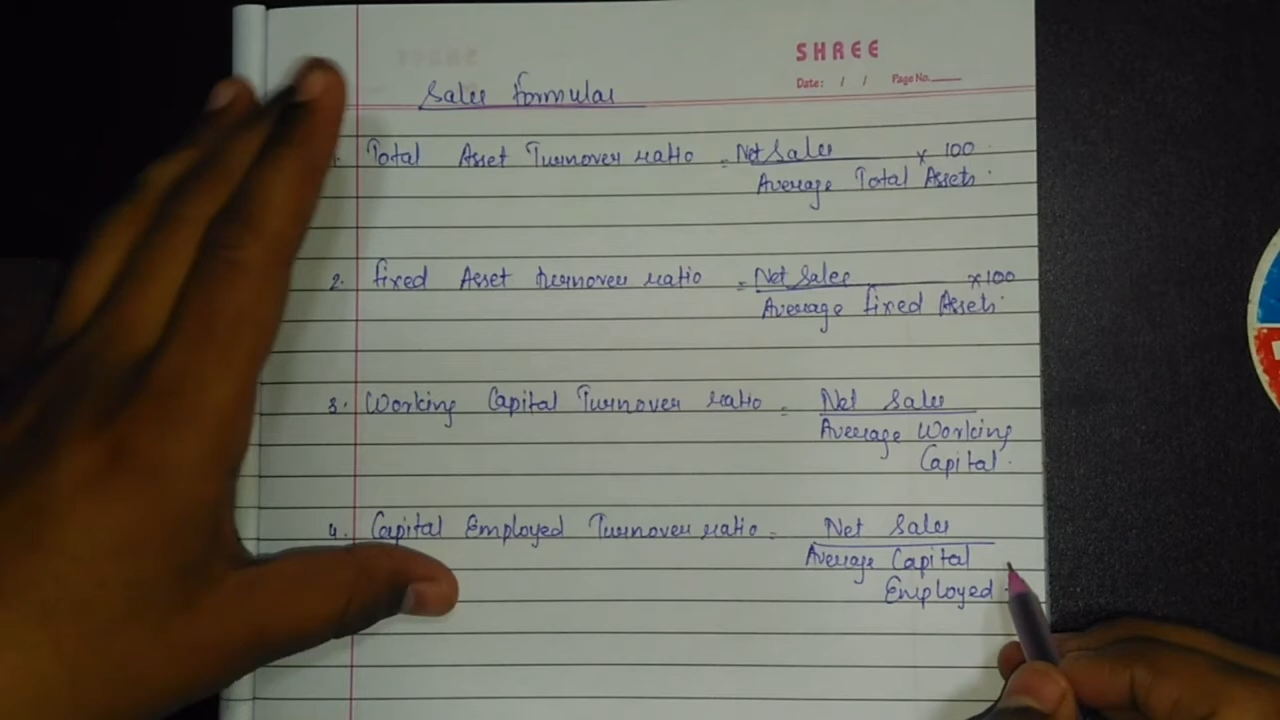 SHREE
Date: / / Page No.
Sales formulas
1. Total Asset Turnover ratio = Net Sales x 100
Average Total Assets.
2. fixed Asset turnover ratio = Net Sales x100
Average fixed Assets.
3. Working Capital Turnover ratio = Net Sales
Average Working
Capital.
4. Capital Employed Turnover ratio = Net Sales
Average Capital
Employed.